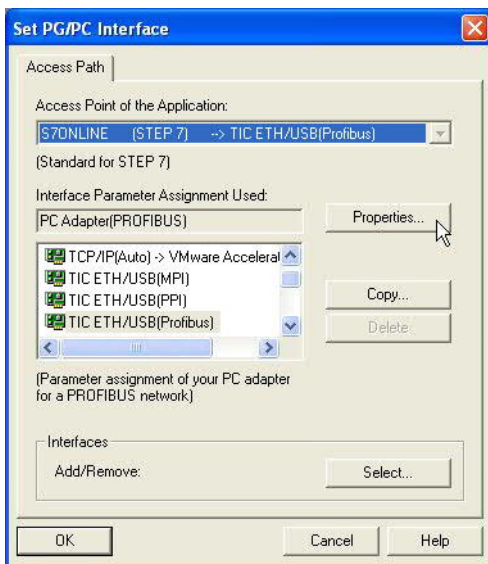 Set PG/PC Interface
Access Path
Access Point of the Application:
S7ONLINE (STEP 7) --> TIC ETH/USB(Profibus)
(Standard for STEP 7)
Interface Parameter Assignment Used:
PC Adapter(PROFIBUS)
Properties...
TCP/IP(Auto) -> VMware Accelerat
TIC ETH/USB(MPI)
TIC ETH/USB(PPI)
TIC ETH/USB(Profibus)
Copy...
Delete
(Parameter assignment of your PC adapter
for a PROFIBUS network)
Interfaces
Add/Remove:
Select...
OK
Cancel
Help